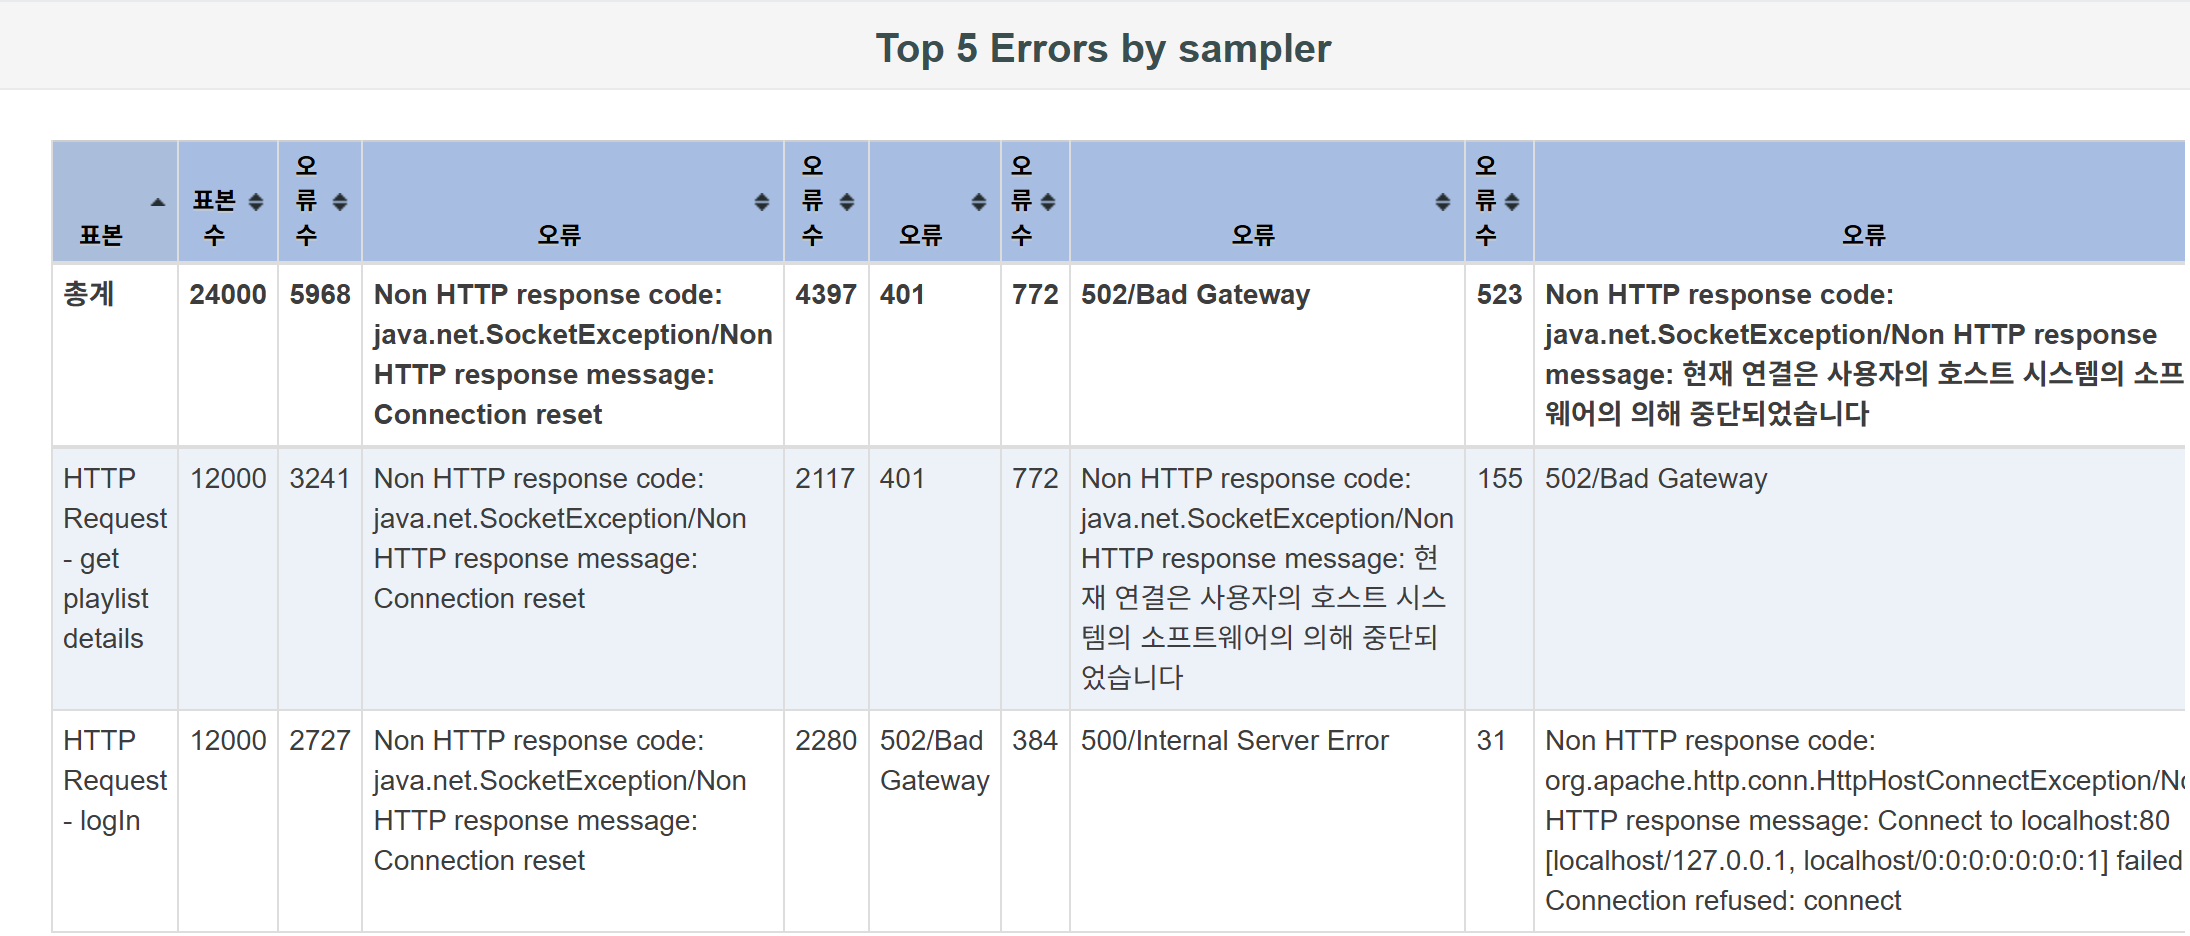 Top 5 Errors by sampler
표본
표본
수
오
류
수
오류
오
류
수
오류
오
류
수
오류
오
류
수
오류
총계
24000
5968
Non HTTP response code:
java.net.SocketException/Non
HTTP response message:
Connection reset
4397
401
772
502/Bad Gateway
523
Non HTTP response code:
java.net.SocketException/Non HTTP response
message: 현재 연결은 사용자의 호스트 시스템의 소프
웨어의 의해 중단되었습니다
HTTP
Request
- get
playlist
details
12000
3241
Non HTTP response code:
java.net.SocketException/Non
HTTP response message:
Connection reset
2117
401
772
Non HTTP response code:
java.net.SocketException/Non
HTTP response message: 현
재 연결은 사용자의 호스트 시스
템의 소프트웨어의 의해 중단되
었습니다
155
502/Bad Gateway
HTTP
Request
- logIn
12000
2727
Non HTTP response code:
java.net.SocketException/Non
HTTP response message:
Connection reset
2280
502/Bad
Gateway
384
500/Internal Server Error
31
Non HTTP response code:
org.apache.http.conn.HttpHostConnectException/
HTTP response message: Connect to localhost:80
[localhost/127.0.0.1, localhost/0:0:0:0:0:0:0:1] failed
Connection refused: connect